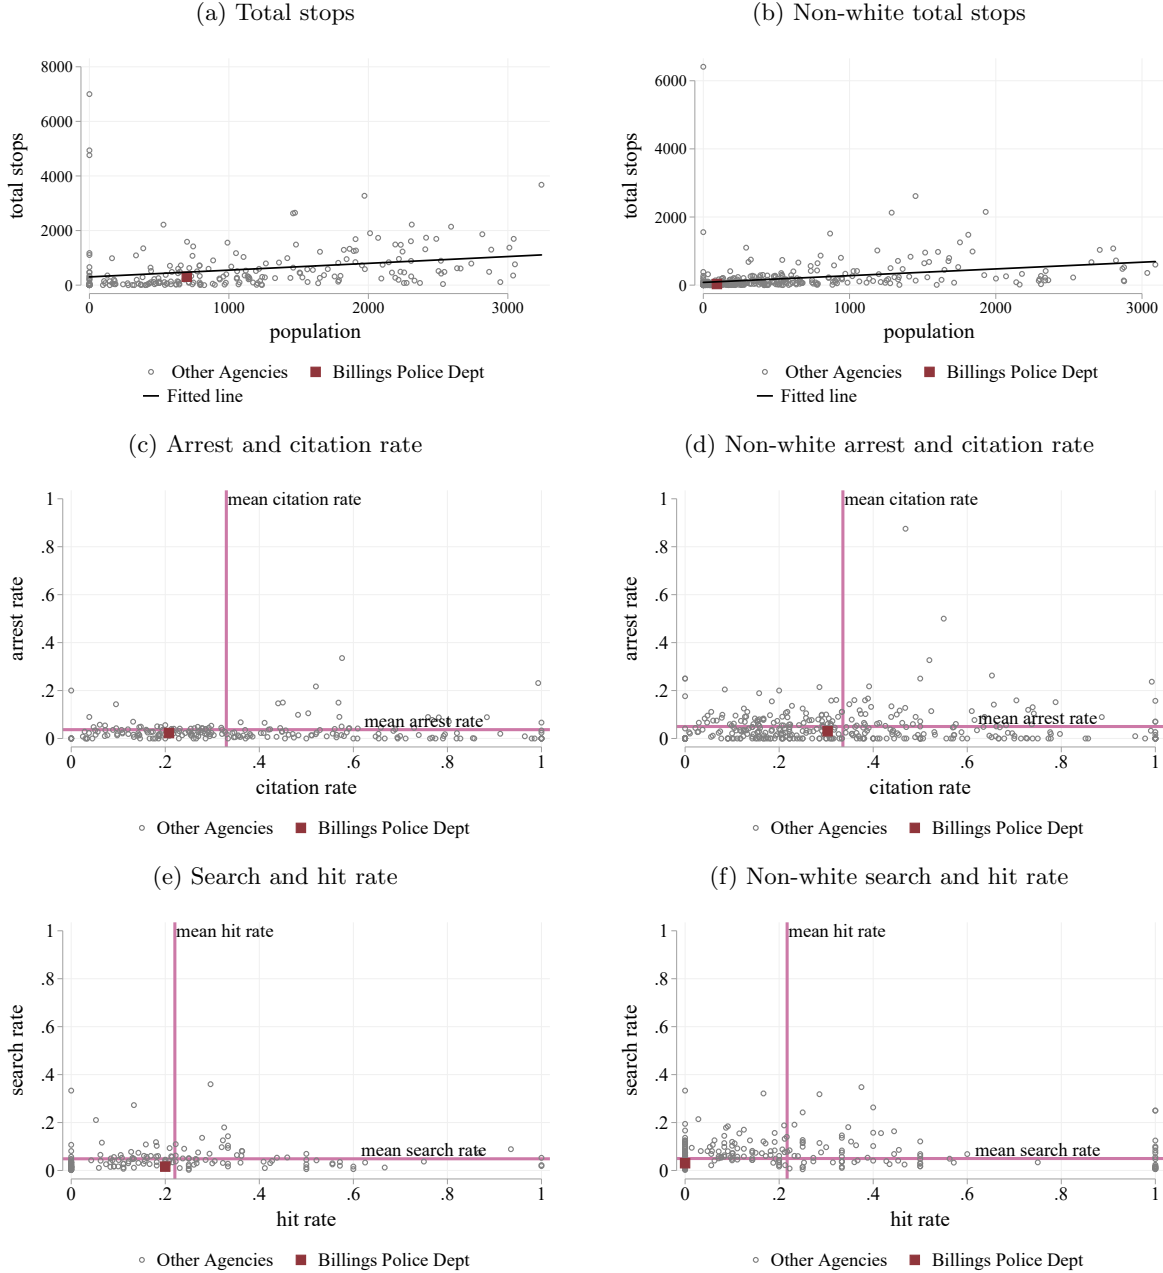 (a) Total stops
(b) Non-white total stops
8000
6000
4000
2000
0
total stops
0
1000
2000
3000
population
Other Agencies
Billings Police Dept
Fitted line
6000
4000
2000
0
total stops
0
1000
2000
3000
population
Other Agencies
Billings Police Dept
Fitted line
(c) Arrest and citation rate
(d) Non-white arrest and citation rate
1
.8
.6
.4
.2
0
arrest rate
mean citation rate
mean arrest rate
0
.2
.4
.6
.8
1
citation rate
Other Agencies
Billings Police Dept
1
.8
.6
.4
.2
0
arrest rate
mean citation rate
mean arrest rate
0
.2
.4
.6
.8
1
citation rate
Other Agencies
Billings Police Dept
(e) Search and hit rate
(f) Non-white search and hit rate
1
.8
.6
.4
.2
0
search rate
mean hit rate
mean search rate
0
.2
.4
.6
.8
1
hit rate
Other Agencies
Billings Police Dept
1
.8
.6
.4
.2
0
search rate
mean hit rate
mean search rate
0
.2
.4
.6
.8
1
hit rate
Other Agencies
Billings Police Dept